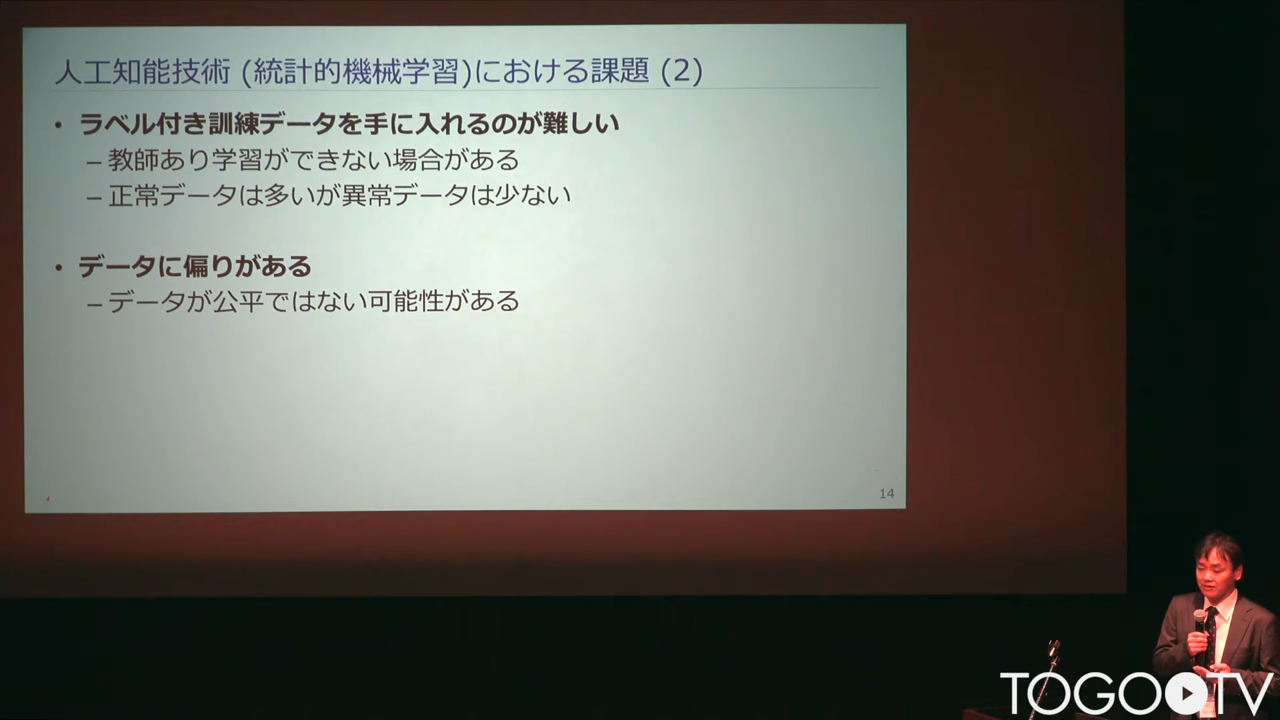 人工知能技術 (統計的機械学習)における課題 (2)
• ラベル付き訓練データを手に入れるのが難しい
– 教師あり学習ができない場合がある
– 正常データは多いが異常データは少ない
• データに偏りがある
– データが公平ではない可能性がある
14
TOGO TV